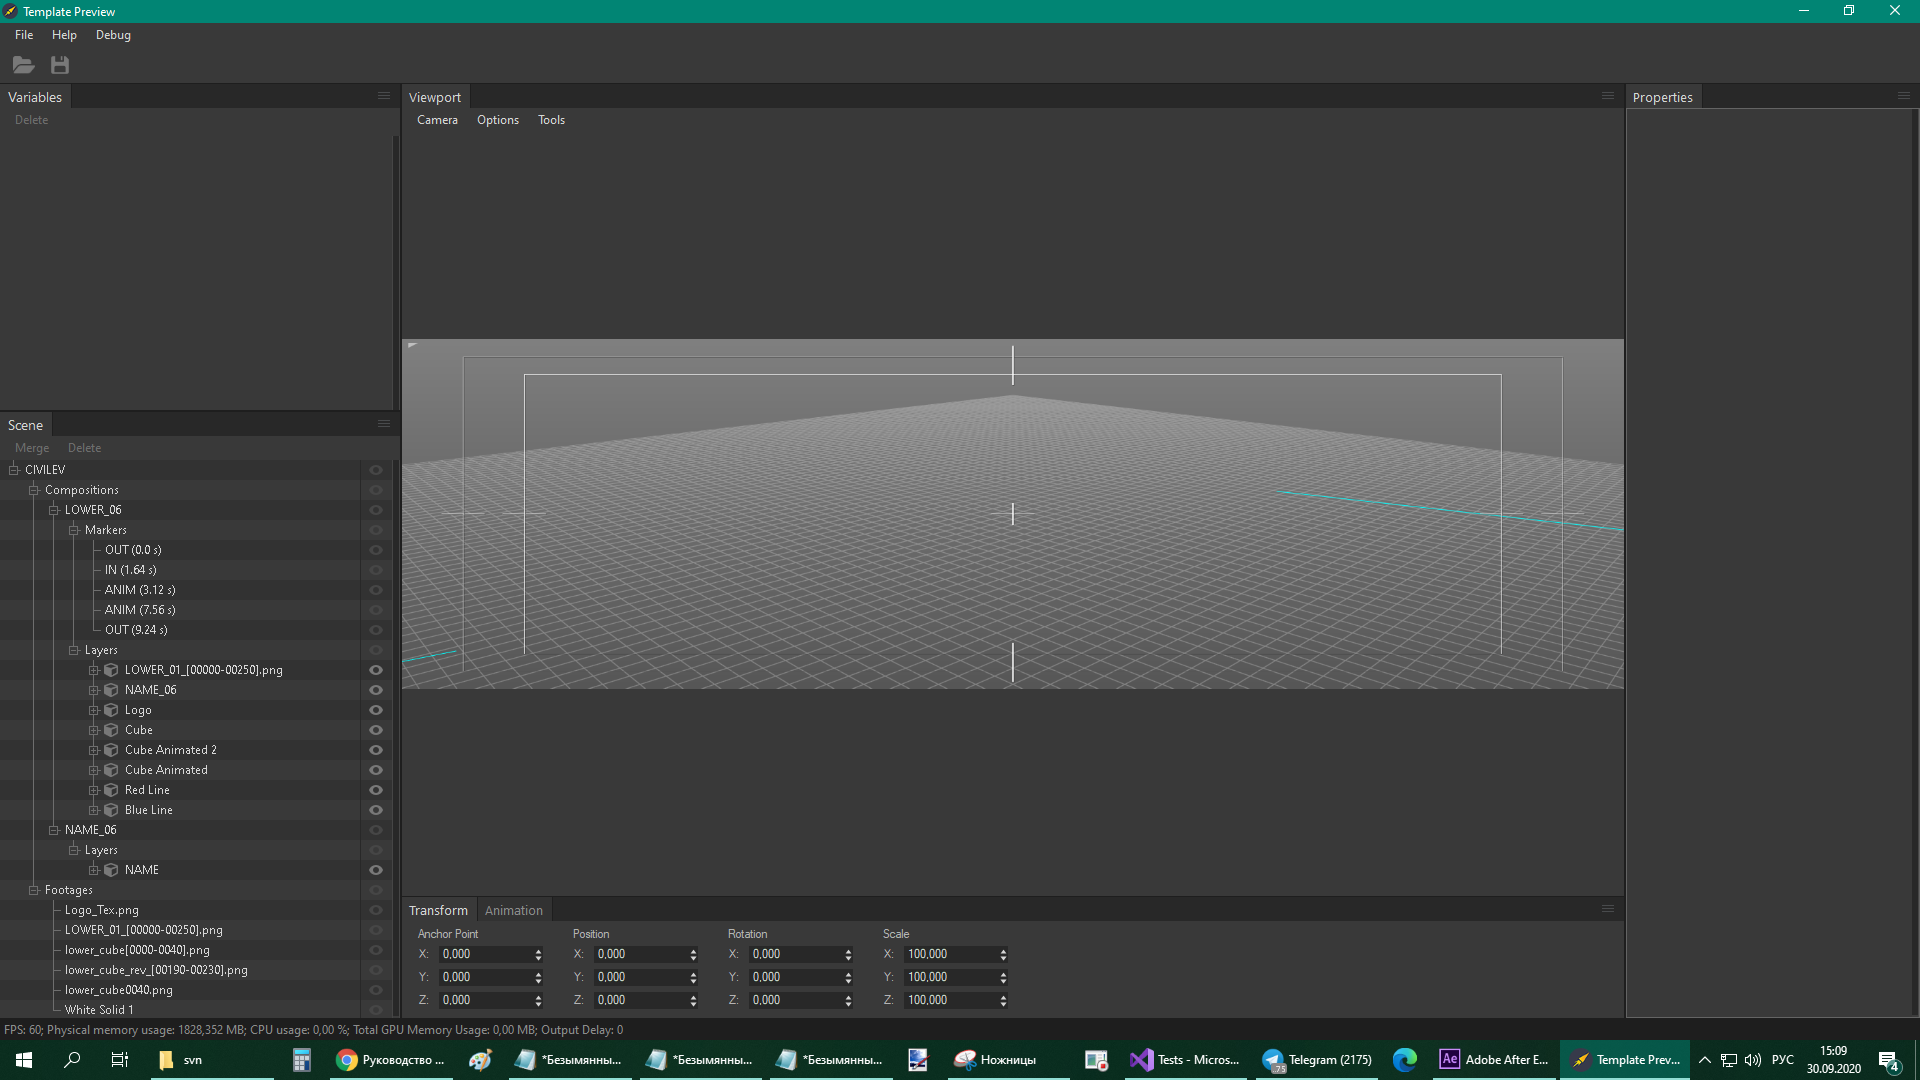 Template Preview
File Help Debug
Variables
Delete
Viewport
Camera Options Tools
Properties
Scene
Merge Delete
CIVILEV
Compositions
LOWER_06
Markers
OUT (0.0 s)
IN (1.64 s)
ANIM (3.12 s)
ANIM (7.56 s)
OUT (9.24 s)
Layers
LOWER_01_[00000-00250].png
NAME_06
Logo
Cube
Cube Animated 2
Cube Animated
Red Line
Blue Line
NAME_06
Layers
NAME
Footages
Logo_Tex.png
LOWER_01_[00000-00250].png
lower_cube[0000-0040].png
lower_cube_rev_[00190-00230].png
lower_cube0040.png
White Solid 1
Transform Animation
Anchor Point Position Rotation Scale
X: 0,000 X: 0,000 X: 0,000 X: 100,000
Y: 0,000 Y: 0,000 Y: 0,000 Y: 100,000
Z: 0,000 Z: 0,000 Z: 0,000 Z: 100,000
FPS: 60; Physical memory usage: 1828,352 MB; CPU usage: 0,00 %; Total GPU Memory Usage: 0,00 MB; Output Delay: 0
svn
Руководство ...
*Безымянны...
*Безымянны...
*Безымянны...
Ножницы
Tests - Micros...
.75
Telegram (2175)
Ae
Adobe After E...
Template Prev...
РУС
15:09
30.09.2020
4